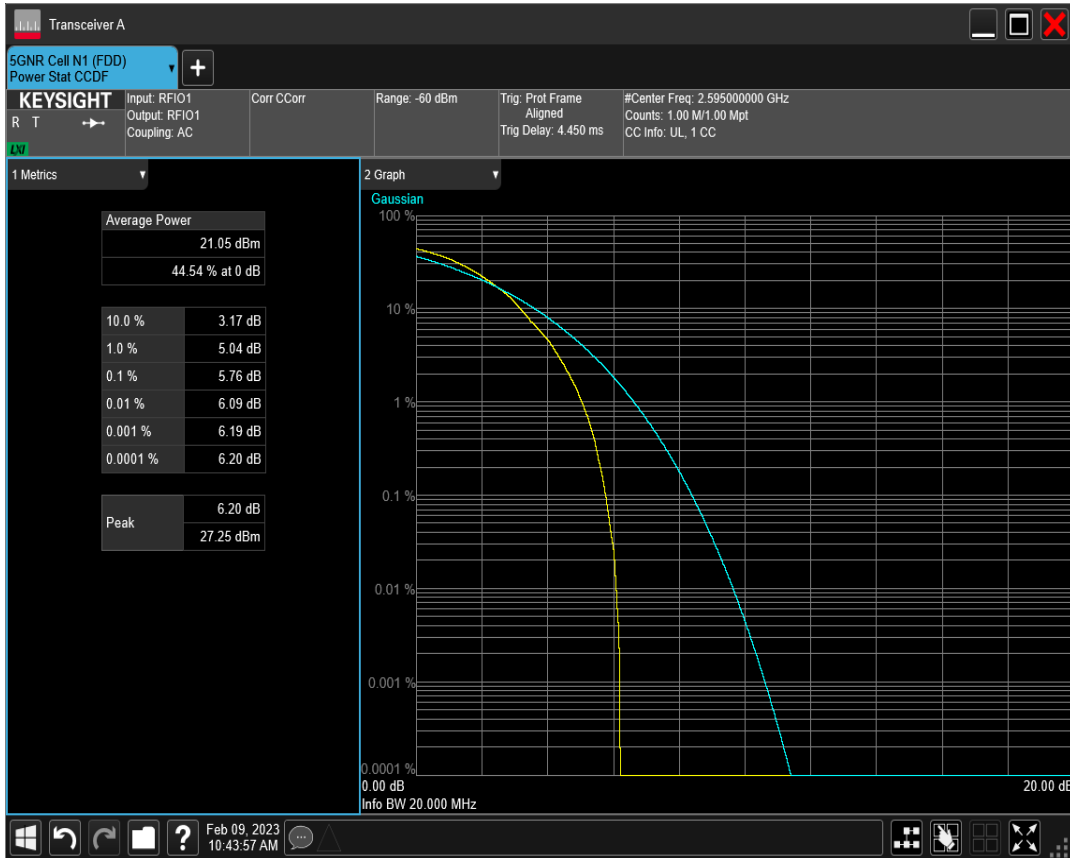 Transceiver A
5GNR Cell N1 (FDD)
Power Stat CCDF
+
KEYSIGHT
R T
LXI
Input: RFIO1
Output: RFIO1
Coupling: AC
Corr CCorr
Range: -60 dBm
Trig: Prot Frame
Aligned
Trig Delay: 4.450 ms
#Center Freq: 2.595000000 GHz
Counts: 1.00 M/1.00 Mpt
CC Info: UL, 1 CC
1 Metrics
Average Power
21.05 dBm
44.54 % at 0 dB
10.0 % 3.17 dB
1.0 % 5.04 dB
0.1 % 5.76 dB
0.01 % 6.09 dB
0.001 % 6.19 dB
0.0001 % 6.20 dB
Peak
6.20 dB
27.25 dBm
2 Graph
Gaussian
100 %
10 %
1 %
0.1 %
0.01 %
0.001 %
0.0001 %
0.00 dB
20.00 dB
Info BW 20.000 MHz
?
Feb 09, 2023
10:43:57 AM